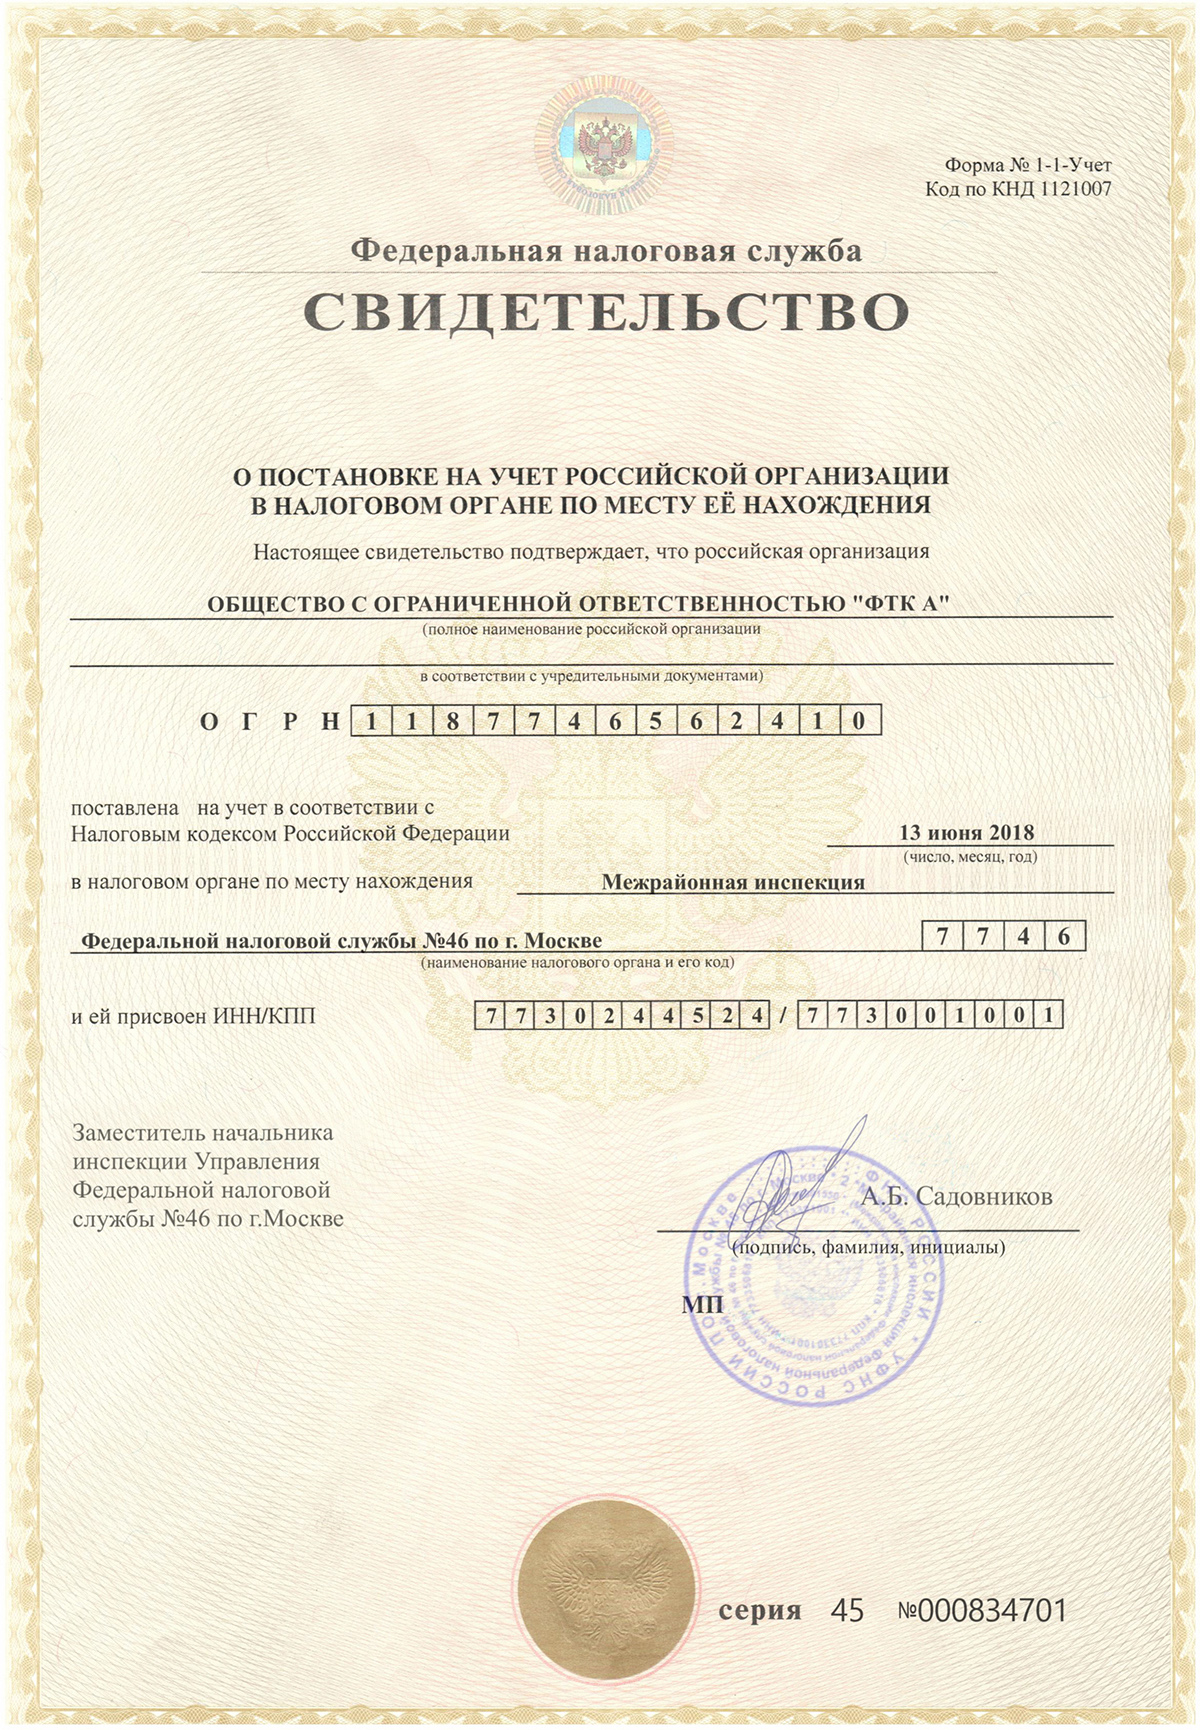 Форма № 1-1-Учет
Код по КНД 1121007
Федеральная налоговая служба
СВИДЕТЕЛЬСТВО
О ПОСТАНОВКЕ НА УЧЕТ РОССИЙСКОЙ ОРГАНИЗАЦИИ
В НАЛОГОВОМ ОРГАНЕ ПО МЕСТУ ЕЁ НАХОЖДЕНИЯ
Настоящее свидетельство подтверждает, что российская организация
ОБЩЕСТВО С ОГРАНИЧЕННОЙ ОТВЕТСТВЕННОСТЬЮ "ФТК А"
(полное наименование российской организации
в соответствии с учредительными документами)
О Г Р Н 1 1 8 7 7 4 6 5 6 2 4 1 0
поставлена на учет в соответствии с
Налоговым кодексом Российской Федерации 13 июня 2018
(число, месяц, год)
в налоговом органе по месту нахождения Межрайонная инспекция
Федеральной налоговой службы №46 по г. Москве 7 7 4 6
(наименование налогового органа и его код)
и ей присвоен ИНН/КПП 7 7 3 0 2 4 4 5 2 4 / 7 7 3 0 0 1 0 0 1
Заместитель начальника
инспекции Управления
Федеральной налоговой
службы №46 по г.Москве
А.Б. Садовников
(подпись, фамилия, инициалы)
МП
серия 45 №000834701